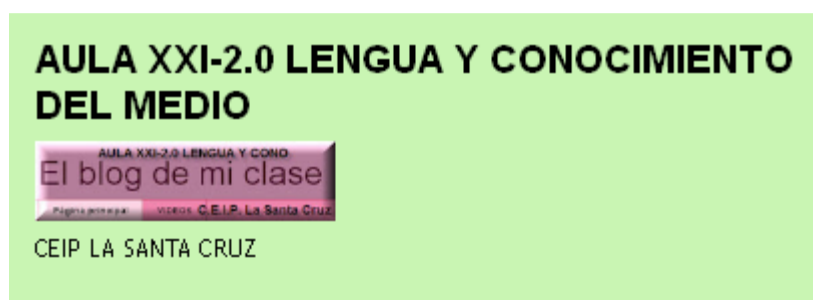 AULA XXI-2.0 LENGUA Y CONOCIMIENTO
DEL MEDIO
AULA XXI-2.0 LENGUA Y CONO
El blog de mi clase
Página principal VIDEOS C.E.I.P. La Santa Cruz
CEIP LA SANTA CRUZ